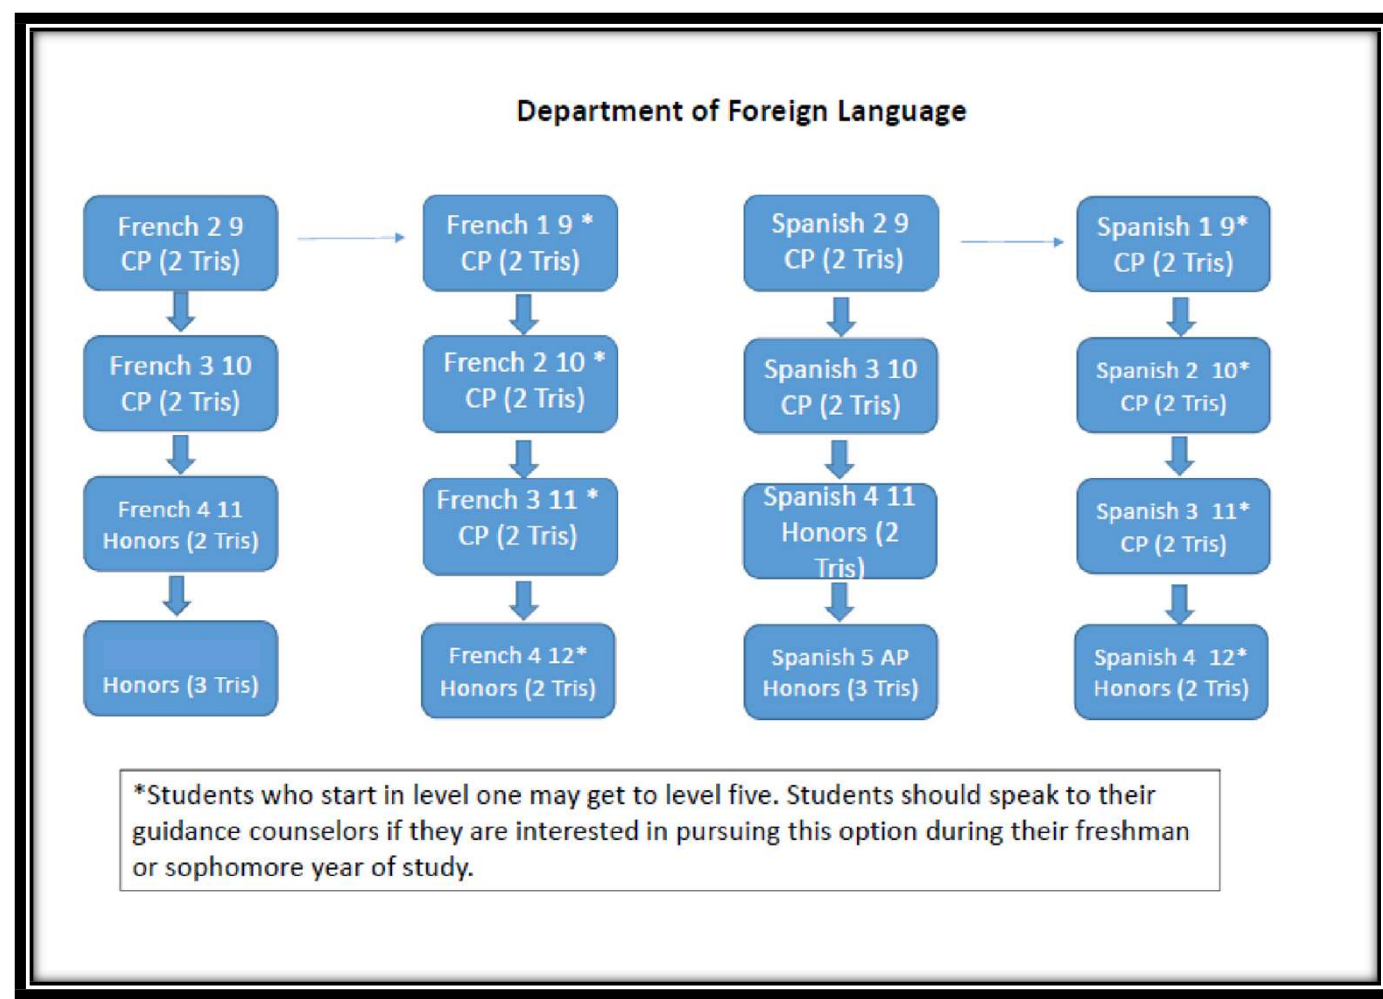 Department of Foreign Language
French 2 9
CP (2 Tris)
French 3 10
CP (2 Tris)
French 4 11
Honors (2 Tris)
Honors (3 Tris)
French 1 9 *
CP (2 Tris)
French 2 10 *
CP (2 Tris)
French 3 11 *
CP (2 Tris)
French 4 12*
Honors (2 Tris)
Spanish 2 9
CP (2 Tris)
Spanish 3 10
CP (2 Tris)
Spanish 4 11
Honors (2
Tris)
Spanish 5 AP
Honors (3 Tris)
Spanish 1 9*
CP (2 Tris)
Spanish 2 10*
CP (2 Tris)
Spanish 3 11*
CP (2 Tris)
Spanish 4 12*
Honors (2 Tris)
*Students who start in level one may get to level five. Students should speak to their
guidance counselors if they are interested in pursuing this option during their freshman
or sophomore year of study.